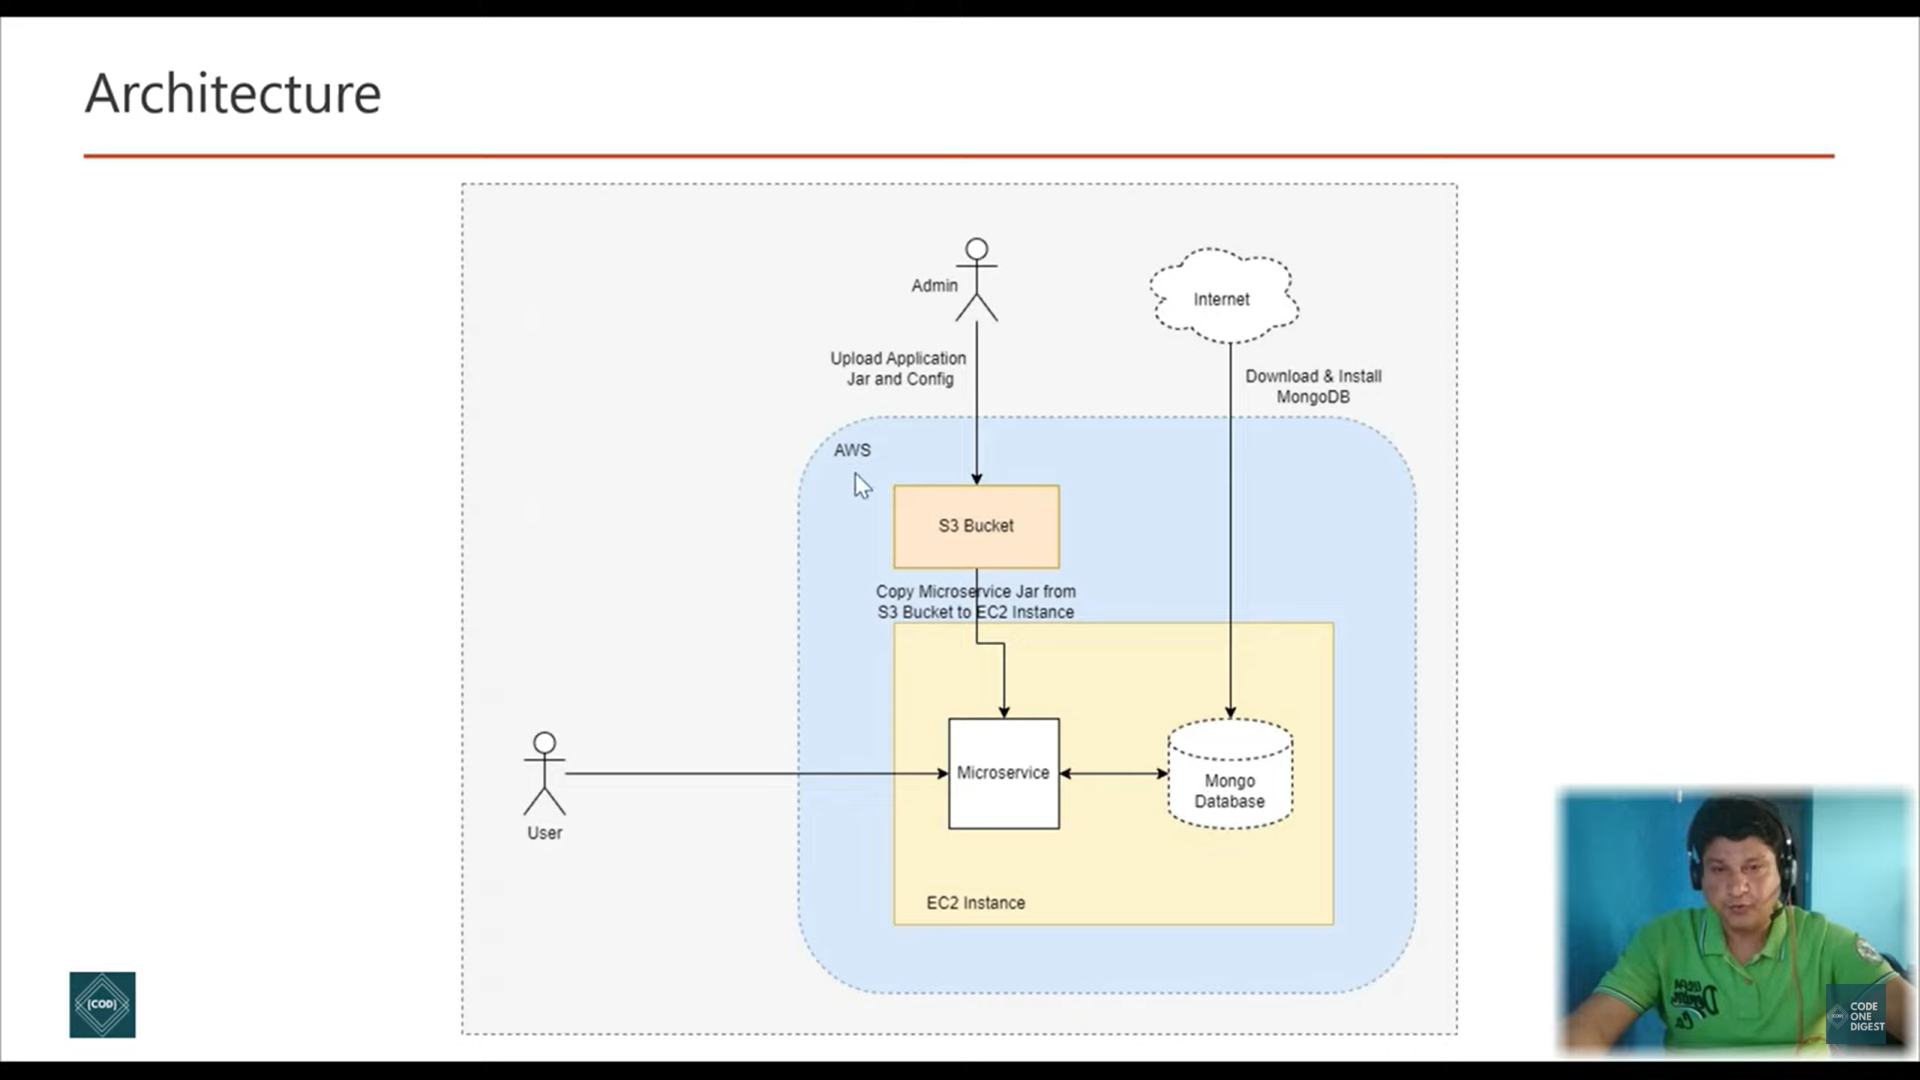 Architecture
Admin
Internet
Upload Application
Jar and Config
Download & Install
MongoDB
AWS
S3 Bucket
Copy Microservice Jar from
S3 Bucket to EC2 Instance
Microservice
Mongo
Database
User
EC2 Instance
[COD]
CODE
ONE
DIGEST